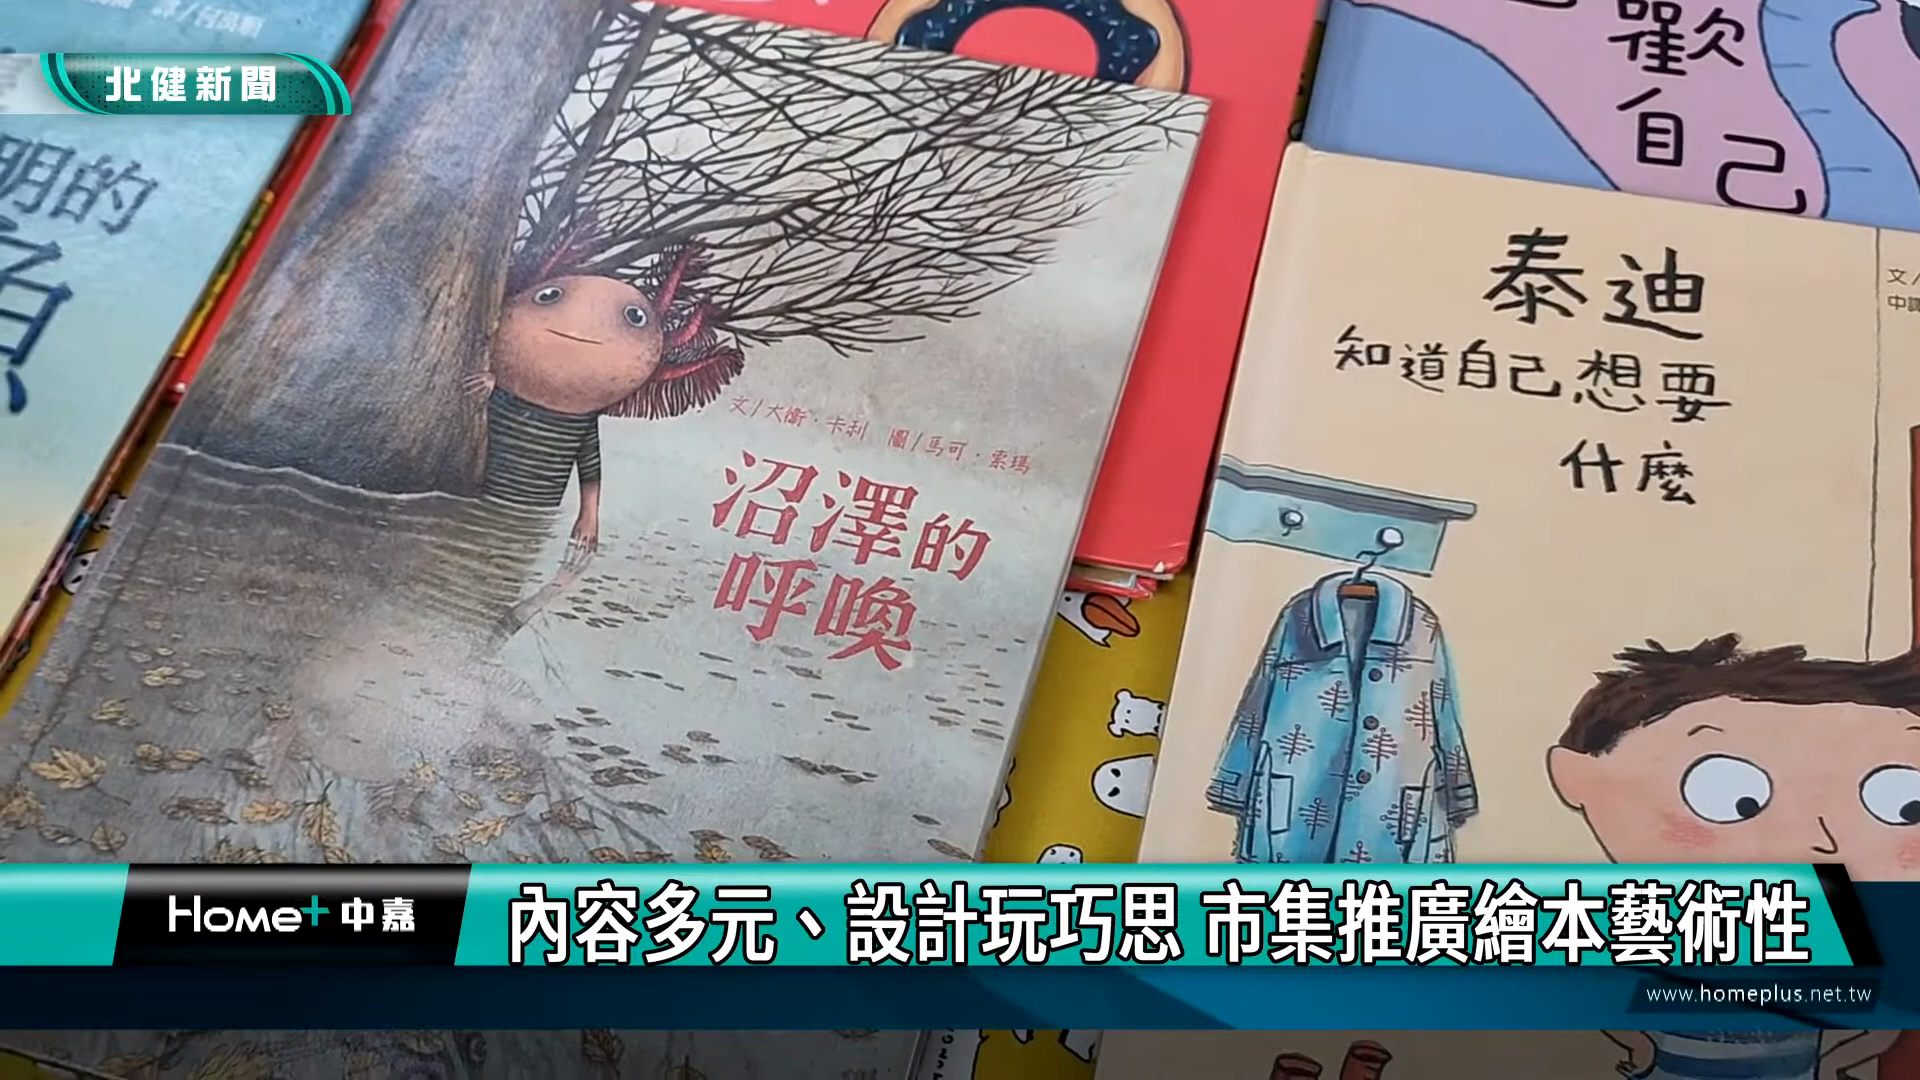 北健新聞
明的
歡
自己
泰迪
知道自己想要
什麼
文/
文/大衛·卡利 圖/馬可·索瑪
沼澤的
呼喚
Home+中嘉
內容多元、設計玩巧思 市集推廣繪本藝術性
www.homeplus.net.tw